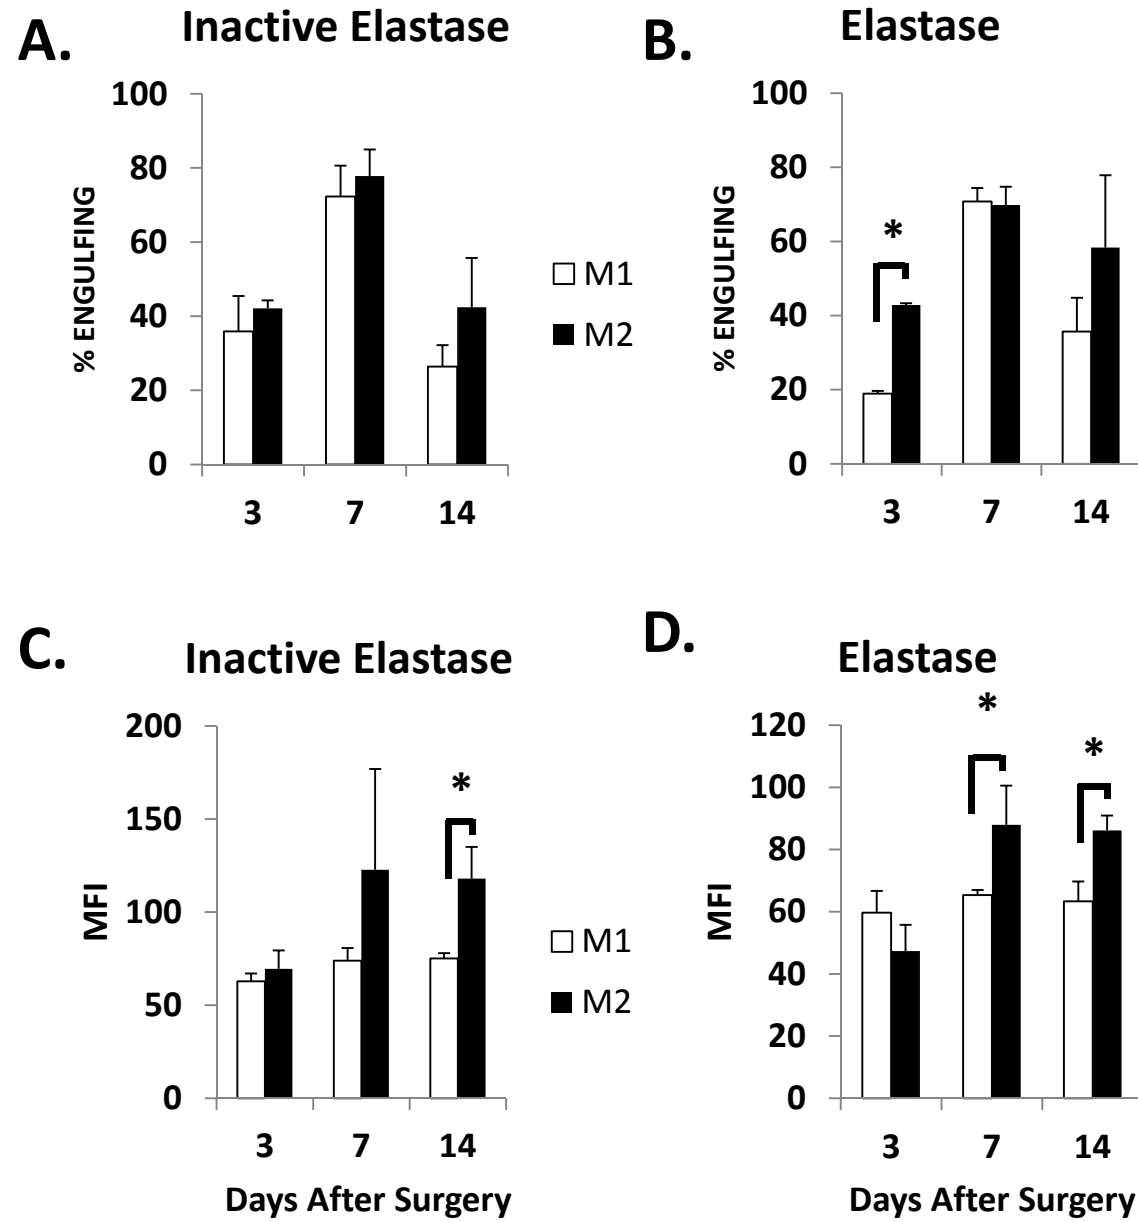 A.
Inactive Elastase
100
80
60
40
20
0
% ENGULFING
3 7 14
M1
M2
B.
Elastase
100
80
60
40
20
0
% ENGULFING
*
3 7 14
C.
Inactive Elastase
200
150
100
50
0
MFI
*
3 7 14
Days After Surgery
M1
M2
D.
Elastase
120
100
80
60
40
20
0
MFI
*
*
3 7 14
Days After Surgery